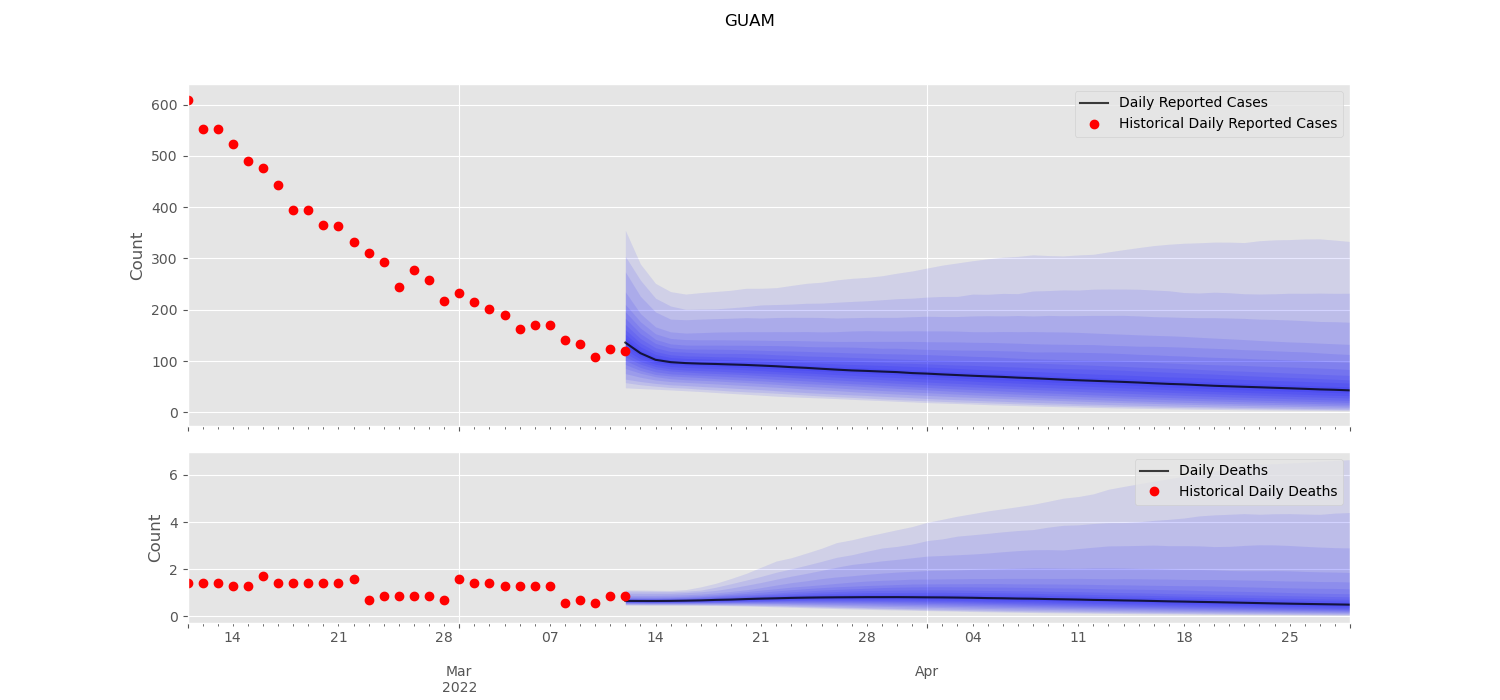 GUAM
600
500
400
300
200
100
0
Count
Daily Reported Cases
Historical Daily Reported Cases
6
4
2
0
Count
Daily Deaths
Historical Daily Deaths
14 21 28 07 14 21 28 04 11 18 25
Mar Apr
2022